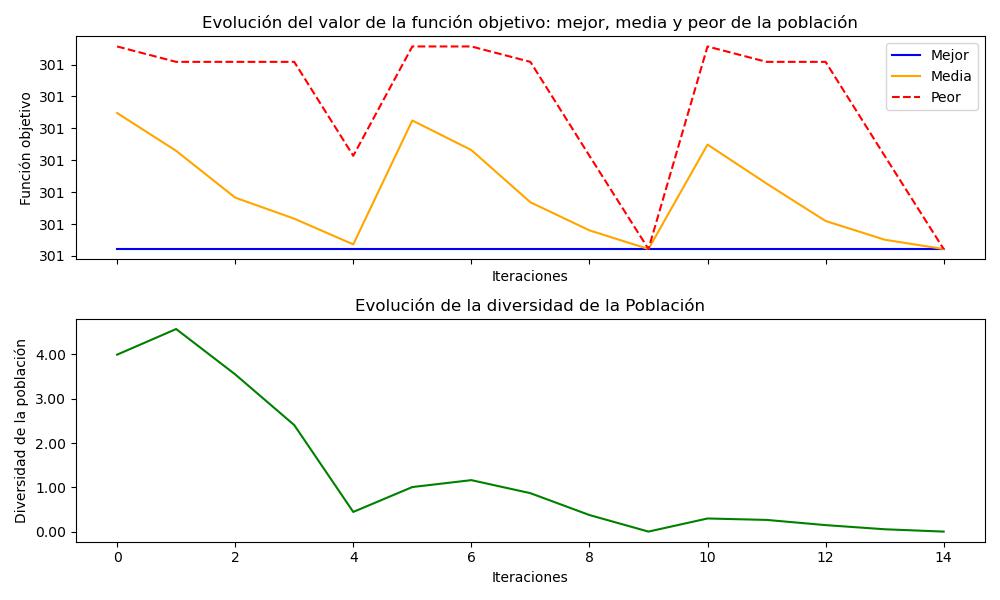 Evolución del valor de la función objetivo: mejor, media y peor de la población
Función objetivo
301
301
301
301
301
301
301
Mejor
Media
Peor
Iteraciones
Evolución de la diversidad de la Población
Diversidad de la población
4.00
3.00
2.00
1.00
0.00
0 2 4 6 8 10 12 14
Iteraciones